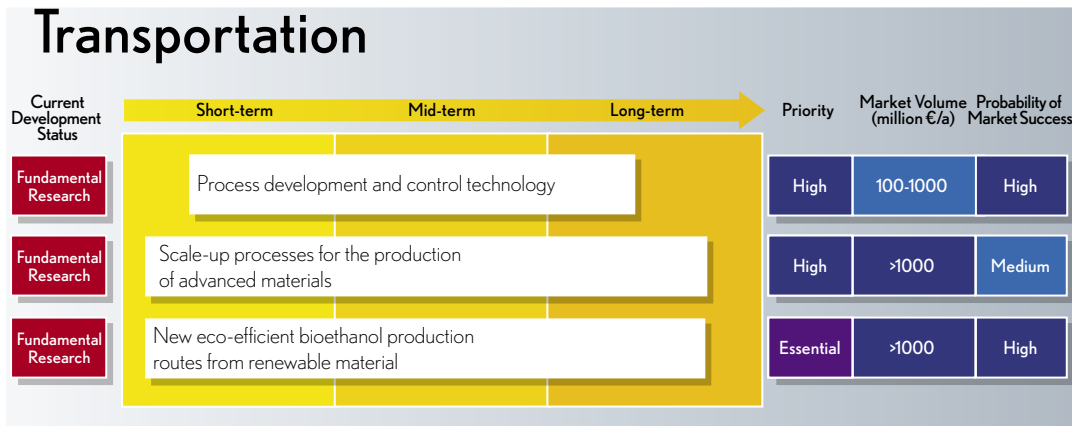 Transportation
Current
Development
Status
Short-term
Mid-term
Long-term
Priority
Market Volume
(million €/a)
Probability of
Market Success
Fundamental
Research
Process development and control technology
High
100-1000
High
Fundamental
Research
Scale-up processes for the production
of advanced materials
High
>1000
Medium
Fundamental
Research
New eco-efficient bioethanol production
routes from renewable material
Essential
>1000
High